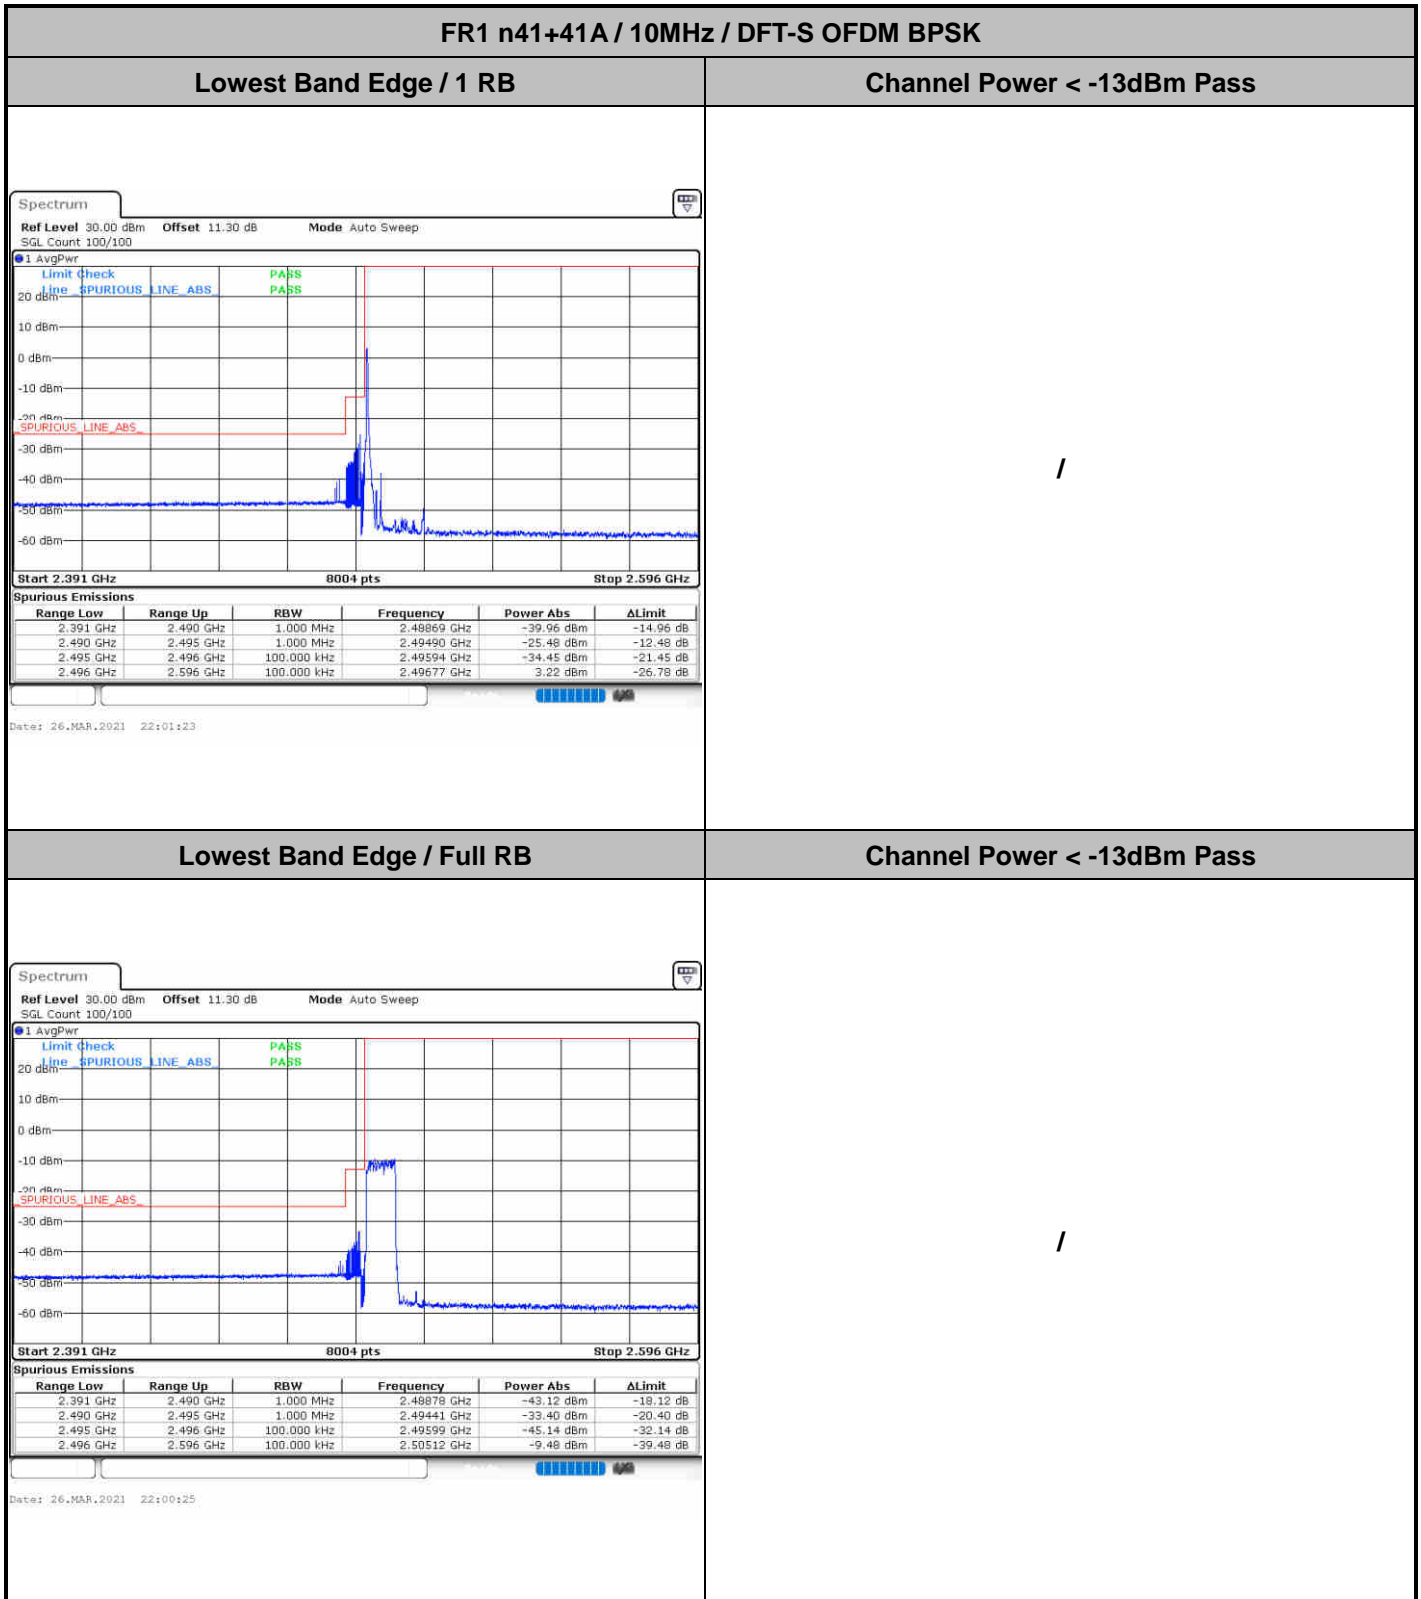 FR1 n41+41A / 10MHz / DFT-S OFDM BPSK
Lowest Band Edge / 1 RB
Channel Power < -13dBm Pass
Spectrum
Ref Level 30.00 dBm Offset 11.30 dB Mode Auto Sweep
SGL Count 100/100
1 AvgPwr
Limit Check PASS
Line _SPURIOUS_LINE_ABS_ PASS
20 dBm
10 dBm
0 dBm
-10 dBm
-20 dBm
_SPURIOUS_LINE_ABS_
-30 dBm
-40 dBm
-50 dBm
-60 dBm
Start 2.391 GHz 8004 pts Stop 2.596 GHz
Spurious Emissions
Range Low Range Up RBW Frequency Power Abs ΔLimit
2.391 GHz 2.490 GHz 1.000 MHz 2.48869 GHz -39.96 dBm -14.96 dB
2.490 GHz 2.495 GHz 1.000 MHz 2.49490 GHz -25.48 dBm -12.48 dB
2.495 GHz 2.496 GHz 100.000 kHz 2.49594 GHz -34.45 dBm -21.45 dB
2.496 GHz 2.596 GHz 100.000 kHz 2.49677 GHz 3.22 dBm -26.78 dB
Date: 26.MAR.2021 22:01:23
/
Lowest Band Edge / Full RB
Channel Power < -13dBm Pass
Spectrum
Ref Level 30.00 dBm Offset 11.30 dB Mode Auto Sweep
SGL Count 100/100
1 AvgPwr
Limit Check PASS
Line _SPURIOUS_LINE_ABS_ PASS
20 dBm
10 dBm
0 dBm
-10 dBm
-20 dBm
_SPURIOUS_LINE_ABS_
-30 dBm
-40 dBm
-50 dBm
-60 dBm
Start 2.391 GHz 8004 pts Stop 2.596 GHz
Spurious Emissions
Range Low Range Up RBW Frequency Power Abs ΔLimit
2.391 GHz 2.490 GHz 1.000 MHz 2.48878 GHz -43.12 dBm -18.12 dB
2.490 GHz 2.495 GHz 1.000 MHz 2.49441 GHz -33.40 dBm -20.40 dB
2.495 GHz 2.496 GHz 100.000 kHz 2.49599 GHz -45.14 dBm -32.14 dB
2.496 GHz 2.596 GHz 100.000 kHz 2.50512 GHz -9.48 dBm -39.48 dB
Date: 26.MAR.2021 22:00:25
/